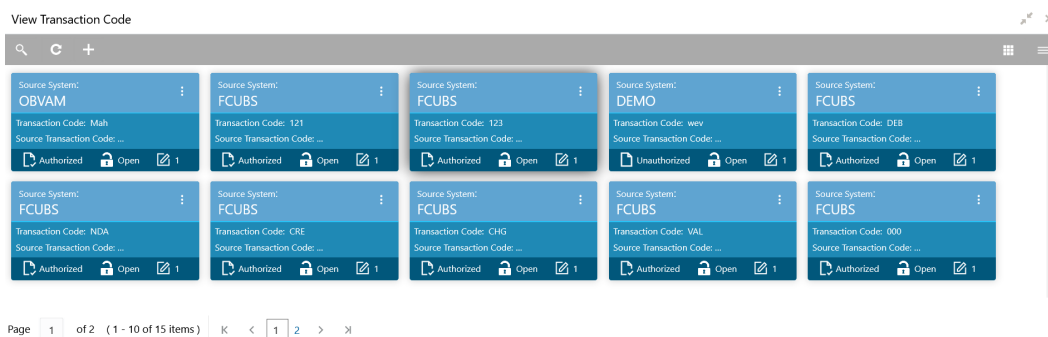 View Transaction Code
Source System: Source System: Source System: Source System: Source System:
OBVAM FCUBS FCUBS DEMO FCUBS
Transaction Code: Mah Transaction Code: 121 Transaction Code: 123 Transaction Code: wev Transaction Code: DEB
Source Transaction Code: ... Source Transaction Code: ... Source Transaction Code: ... Source Transaction Code: ... Source Transaction Code: ...
Authorized Open 1 Authorized Open 1 Authorized Open 1 Unauthorized Open 1 Authorized Open 1
Source System: Source System: Source System: Source System: Source System:
FCUBS FCUBS FCUBS FCUBS FCUBS
Transaction Code: NDA Transaction Code: CRE Transaction Code: CHG Transaction Code: VAL Transaction Code: 000
Source Transaction Code: ... Source Transaction Code: ... Source Transaction Code: ... Source Transaction Code: ... Source Transaction Code: ...
Authorized Open 1 Authorized Open 1 Authorized Open 1 Authorized Open 1 Authorized Open 1
Page 1 of 2 ( 1 - 10 of 15 items ) 1 2